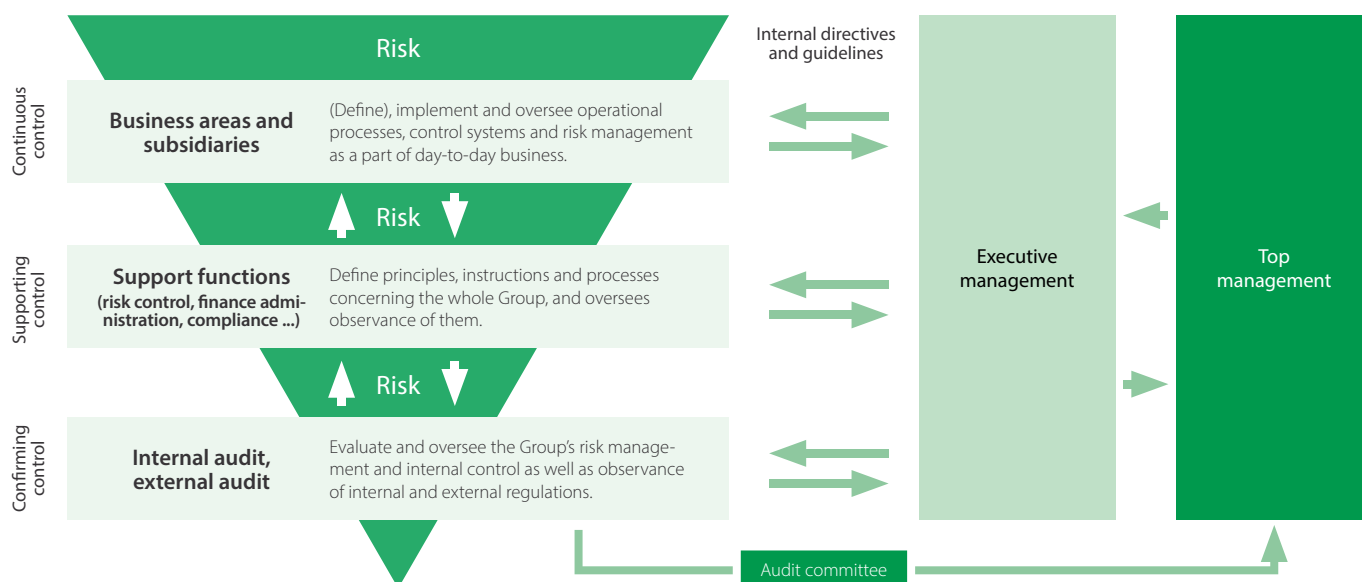 Risk
Internal directives
and guidelines
Continuous
control
Business areas and
subsidiaries
(Define), implement and oversee operational
processes, control systems and risk management
as a part of day-to-day business.
Risk
Supporting
control
Support functions
(risk control, finance admi-
nistration, compliance ...)
Define principles, instructions and processes
concerning the whole Group, and oversees
observance of them.
Executive
management
Top
management
Risk
Confirming
control
Internal audit,
external audit
Evaluate and oversee the Group’s risk manage-
ment and internal control as well as observance
of internal and external regulations.
Audit committee